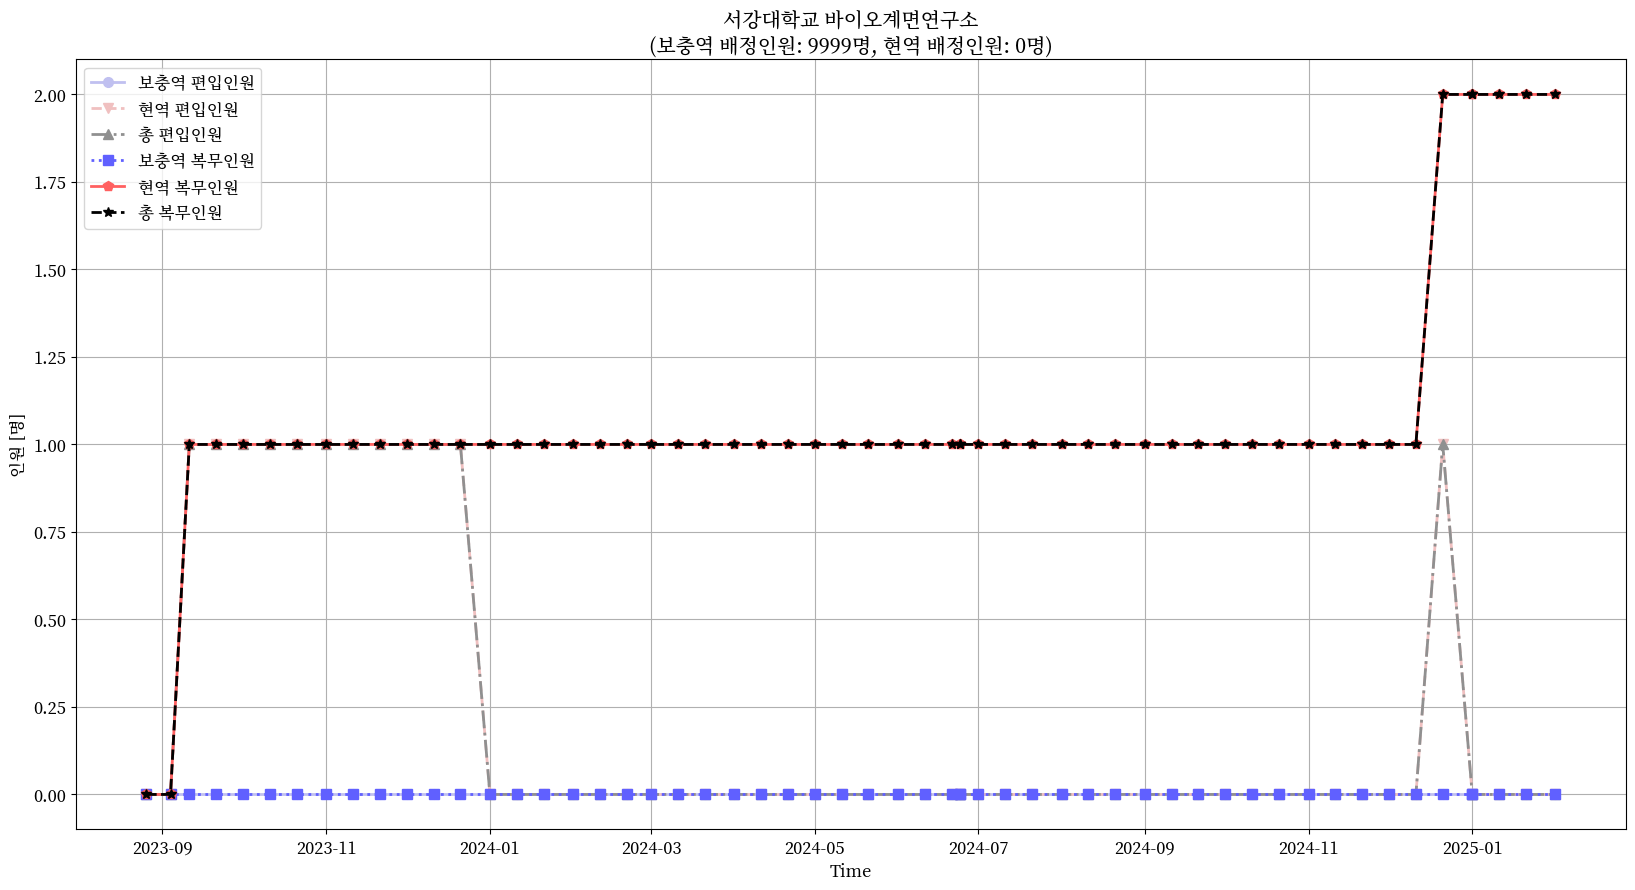 서강대학교 바이오계면연구소
(보충역 배정인원: 9999명, 현역 배정인원: 0명)
보충역 편입인원
현역 편입인원
총 편입인원
보충역 복무인원
현역 복무인원
총 복무인원
인원 [명]
2.00
1.75
1.50
1.25
1.00
0.75
0.50
0.25
0.00
2023-09
2023-11
2024-01
2024-03
2024-05
2024-07
2024-09
2024-11
2025-01
Time